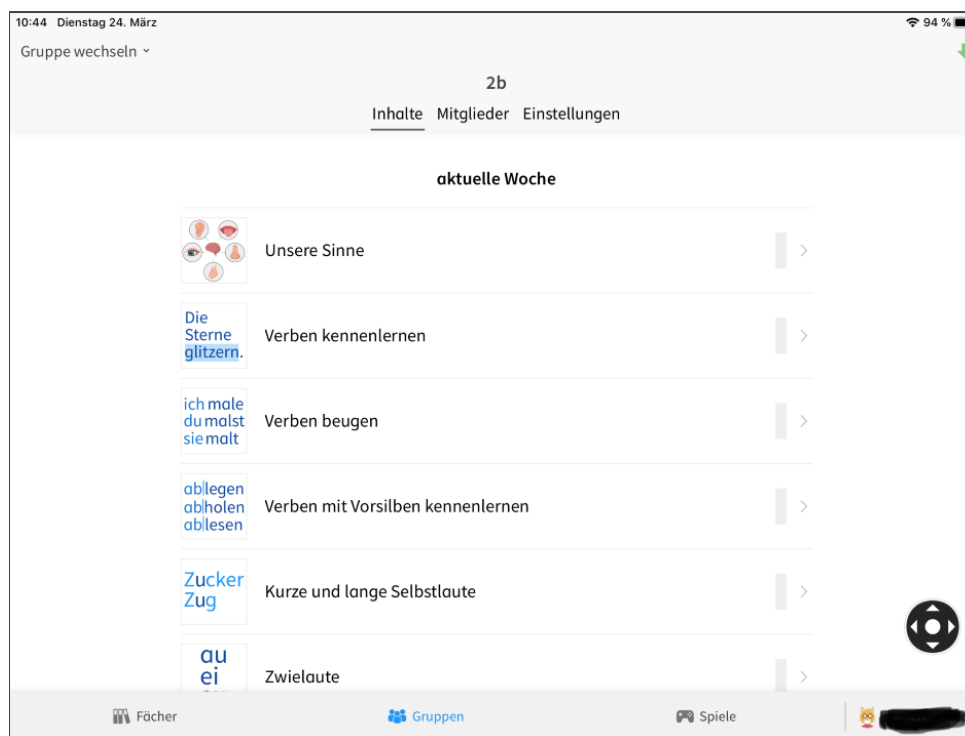 10:44 Dienstag 24. März
94 %
Gruppe wechseln
2b
Inhalte Mitglieder Einstellungen
aktuelle Woche
Unsere Sinne
Die
Sterne
glitzern.
Verben kennenlernen
ich male
du malst
sie malt
Verben beugen
ab|legen
ab|holen
ab|lesen
Verben mit Vorsilben kennenlernen
Zucker
Zug
Kurze und lange Selbstlaute
au
ei
Zwielaute
Fächer
Gruppen
Spiele